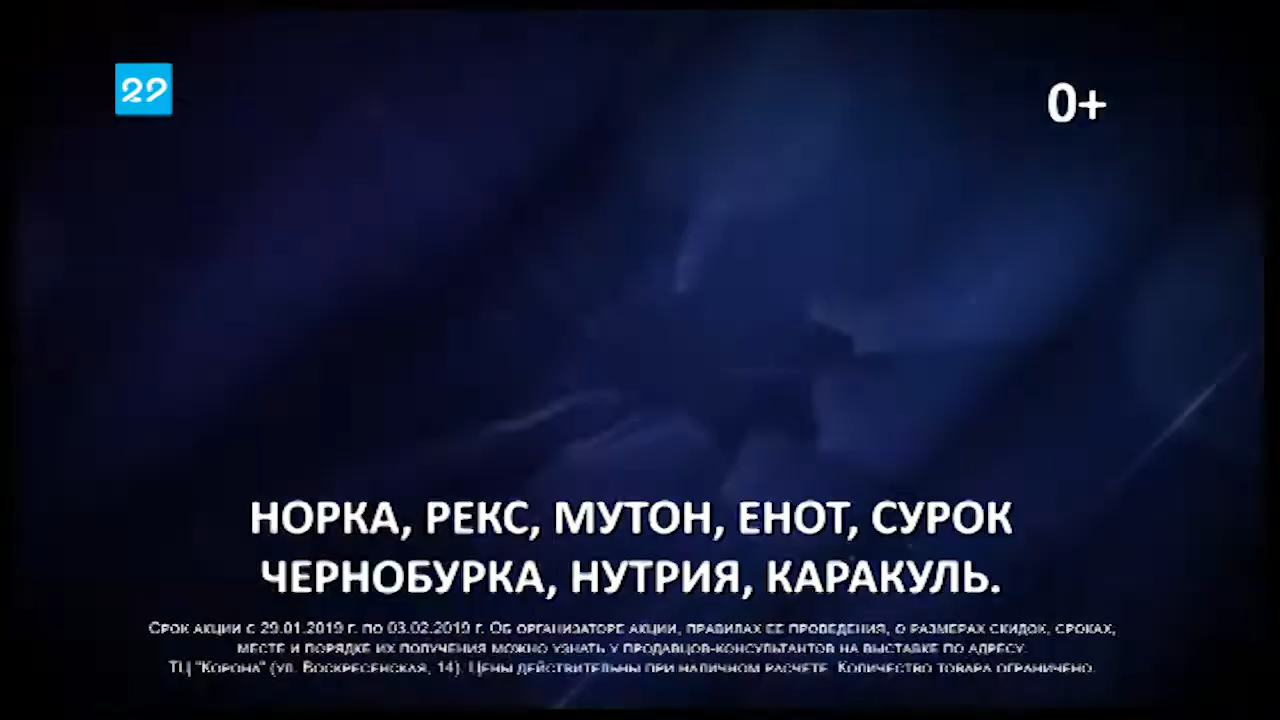 29
0+
НОРКА, РЕКС, МУТОН, ЕНОТ, СУРОК
ЧЕРНОБУРКА, НУТРИЯ, КАРАКУЛЬ.
Срок акции с 29.01.2019 г. по 03.02.2019 г. Об организаторе акции, правилах ее проведения, о размерах скидок, сроках,
месте и порядке их получения можно узнать у продавцов-консультантов на выставке по адресу:
ТЦ "Корона" (ул. Воскресенская, 14). Цены действительны при наличном расчете. Количество товара ограничено.